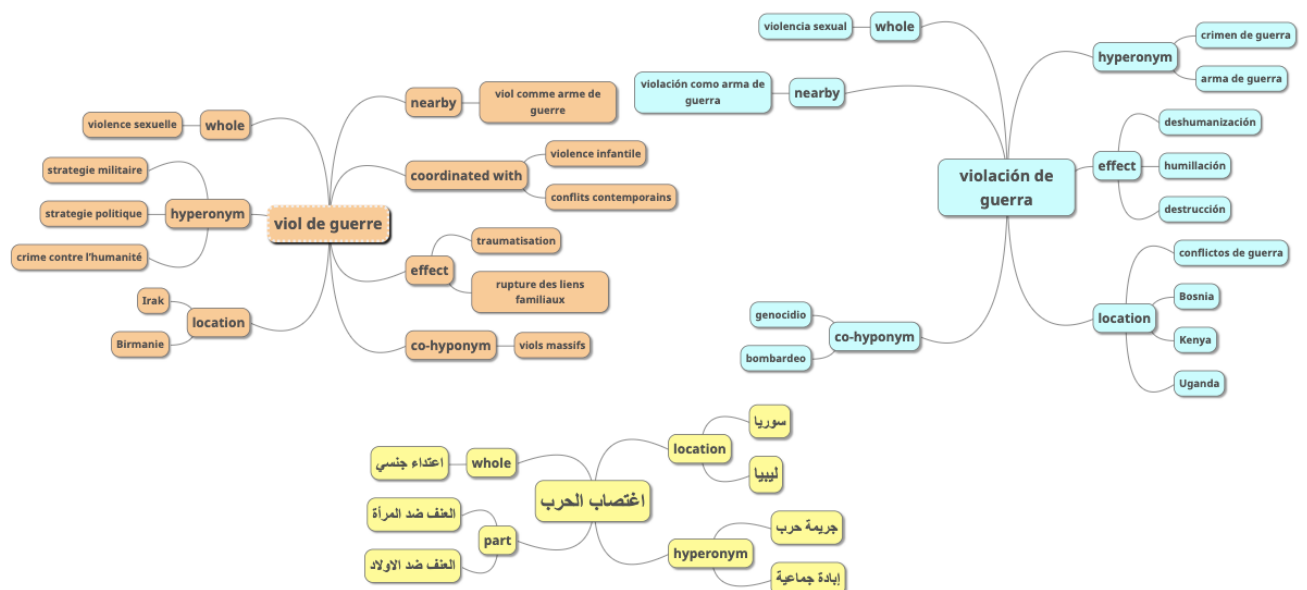 violence sexuelle
whole
strategie militaire
strategie politique
crime contre l'humanité
hyperonym
Irak
Birmanie
location
viol de guerre
nearby
viol comme arme de
guerre
coordinated with
violence infantile
conflits contemporains
effect
traumatisation
rupture des liens
familiaux
co-hyponym
viols massifs
violencia sexual
whole
violación como arma de
guerra
nearby
genocidio
bombardeo
co-hyponym
violación de
guerra
hyperonym
crimen de guerra
arma de guerra
effect
deshumanización
humillación
destrucción
location
conflictos de guerra
Bosnia
Kenya
Uganda
اعتداء جنسي
whole
العنف ضد المرأة
العنف ضد الاولاد
part
اغتصاب الحرب
location
سوريا
ليبيا
hyperonym
جريمة حرب
إبادة جماعية